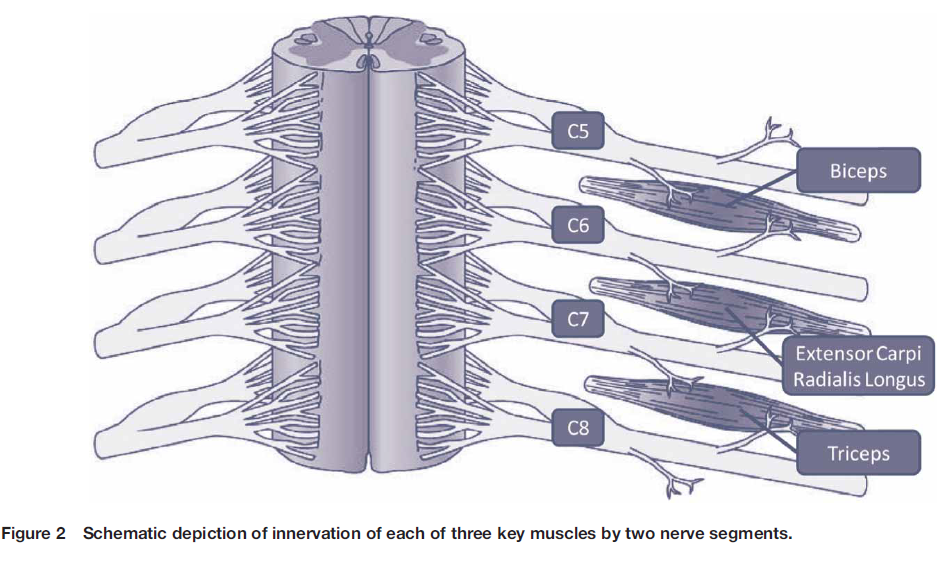 C5
Biceps
C6
C7
Extensor Carpi
Radialis Longus
C8
Triceps
Figure 2 Schematic depiction of innervation of each of three key muscles by two nerve segments.